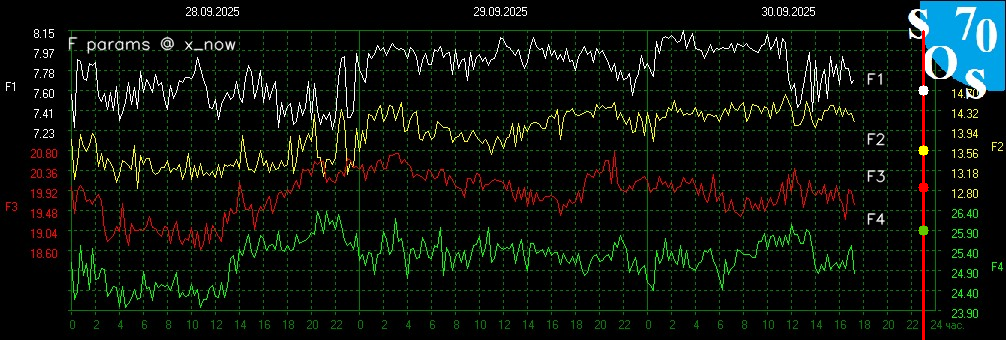 28.09.2025 29.09.2025 30.09.2025
F params @ x_now
SOS 70
F1
8.15
7.97
7.78
7.60
7.41
7.23
F3
20.80
20.36
19.92
19.48
19.04
18.60
F1
F2
F3
F4
F2
14.70
14.32
13.94
13.56
13.18
12.80
F4
26.40
25.90
25.40
24.90
24.40
23.90
0 2 4 6 8 10 12 14 16 18 20 22 0 2 4 6 8 10 12 14 16 18 20 22 0 2 4 6 8 10 12 14 16 18 20 22 24 час.